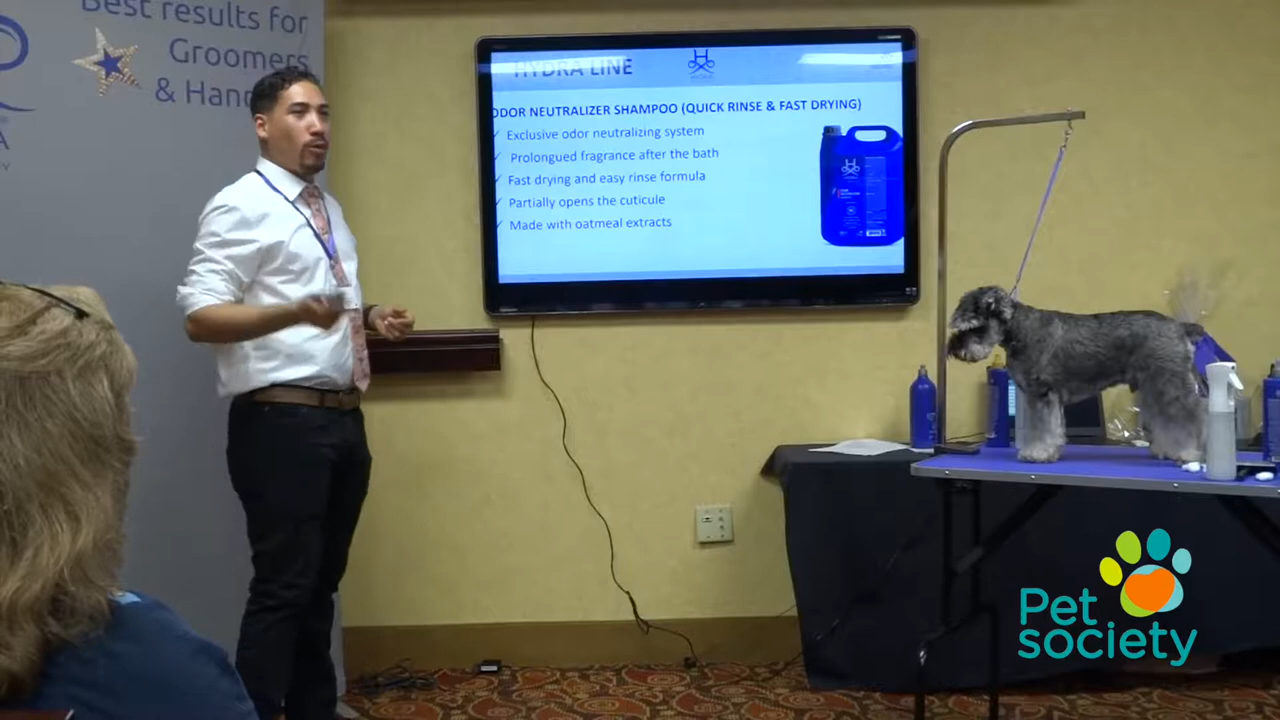 Best results for
Groomers
& Hand
HYDRA LINE
ODOR NEUTRALIZER SHAMPOO (QUICK RINSE & FAST DRYING)
✓ Exclusive odor neutralizing system
✓ Prolongued fragrance after the bath
✓ Fast drying and easy rinse formula
✓ Partially opens the cuticule
✓ Made with oatmeal extracts
Pet
society